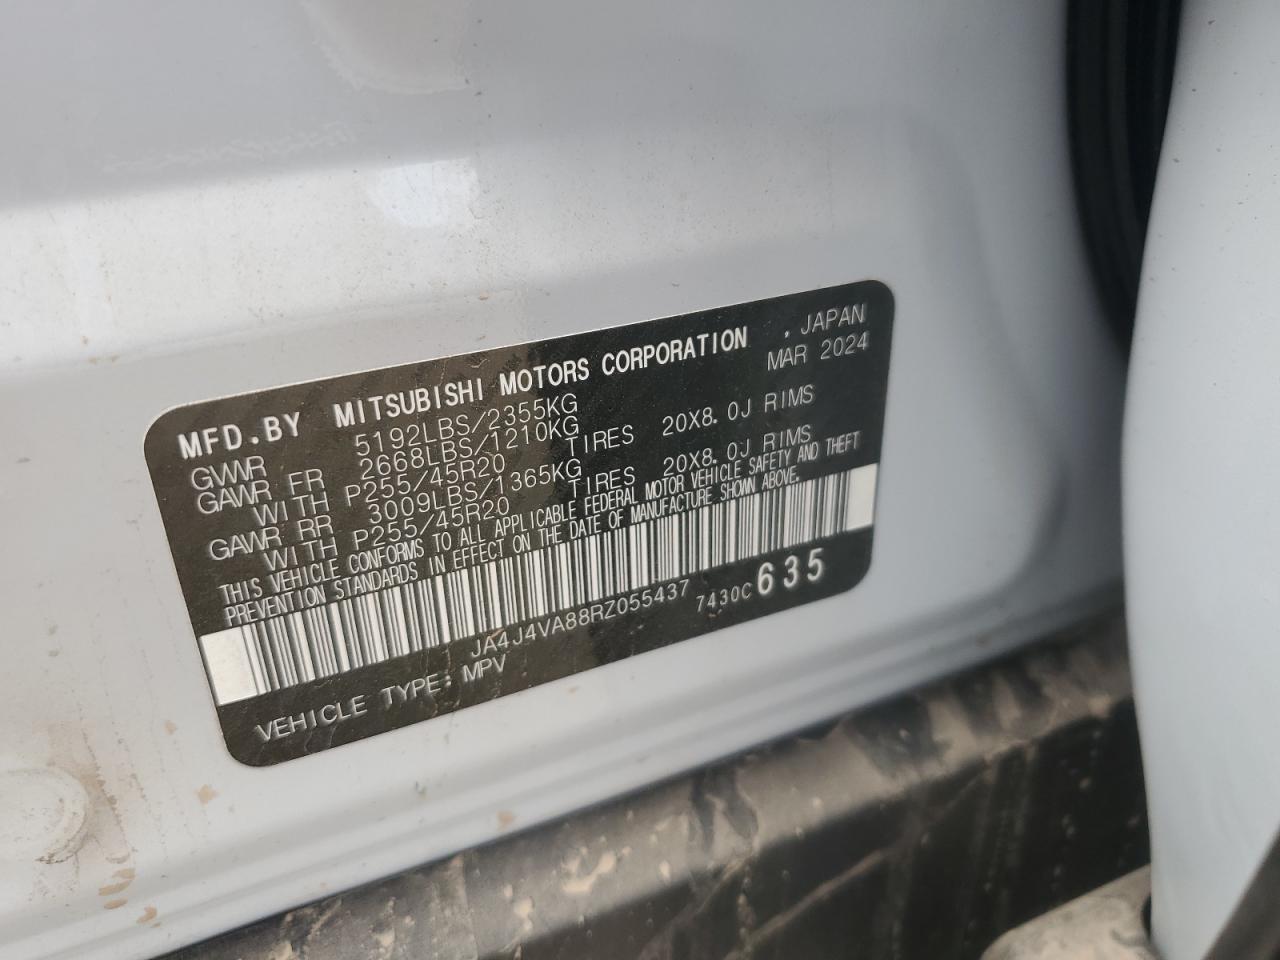 MFD.BY MITSUBISHI MOTORS CORPORATION , JAPAN
MAR 2024
GVWR 5192LBS/2355KG
GAWR FR 2668LBS/1210KG
WITH P255/45R20 TIRES 20X8.0J RIMS
GAWR RR 3009LBS/1365KG
WITH P255/45R20 TIRES 20X8.0J RIMS
THIS VEHICLE CONFORMS TO ALL APPLICABLE FEDERAL MOTOR VEHICLE SAFETY AND THEFT
PREVENTION STANDARDS IN EFFECT ON THE DATE OF MANUFACTURE SHOWN ABOVE.
JA4J4VA88RZ055437 7430C 635
VEHICLE TYPE: MPV